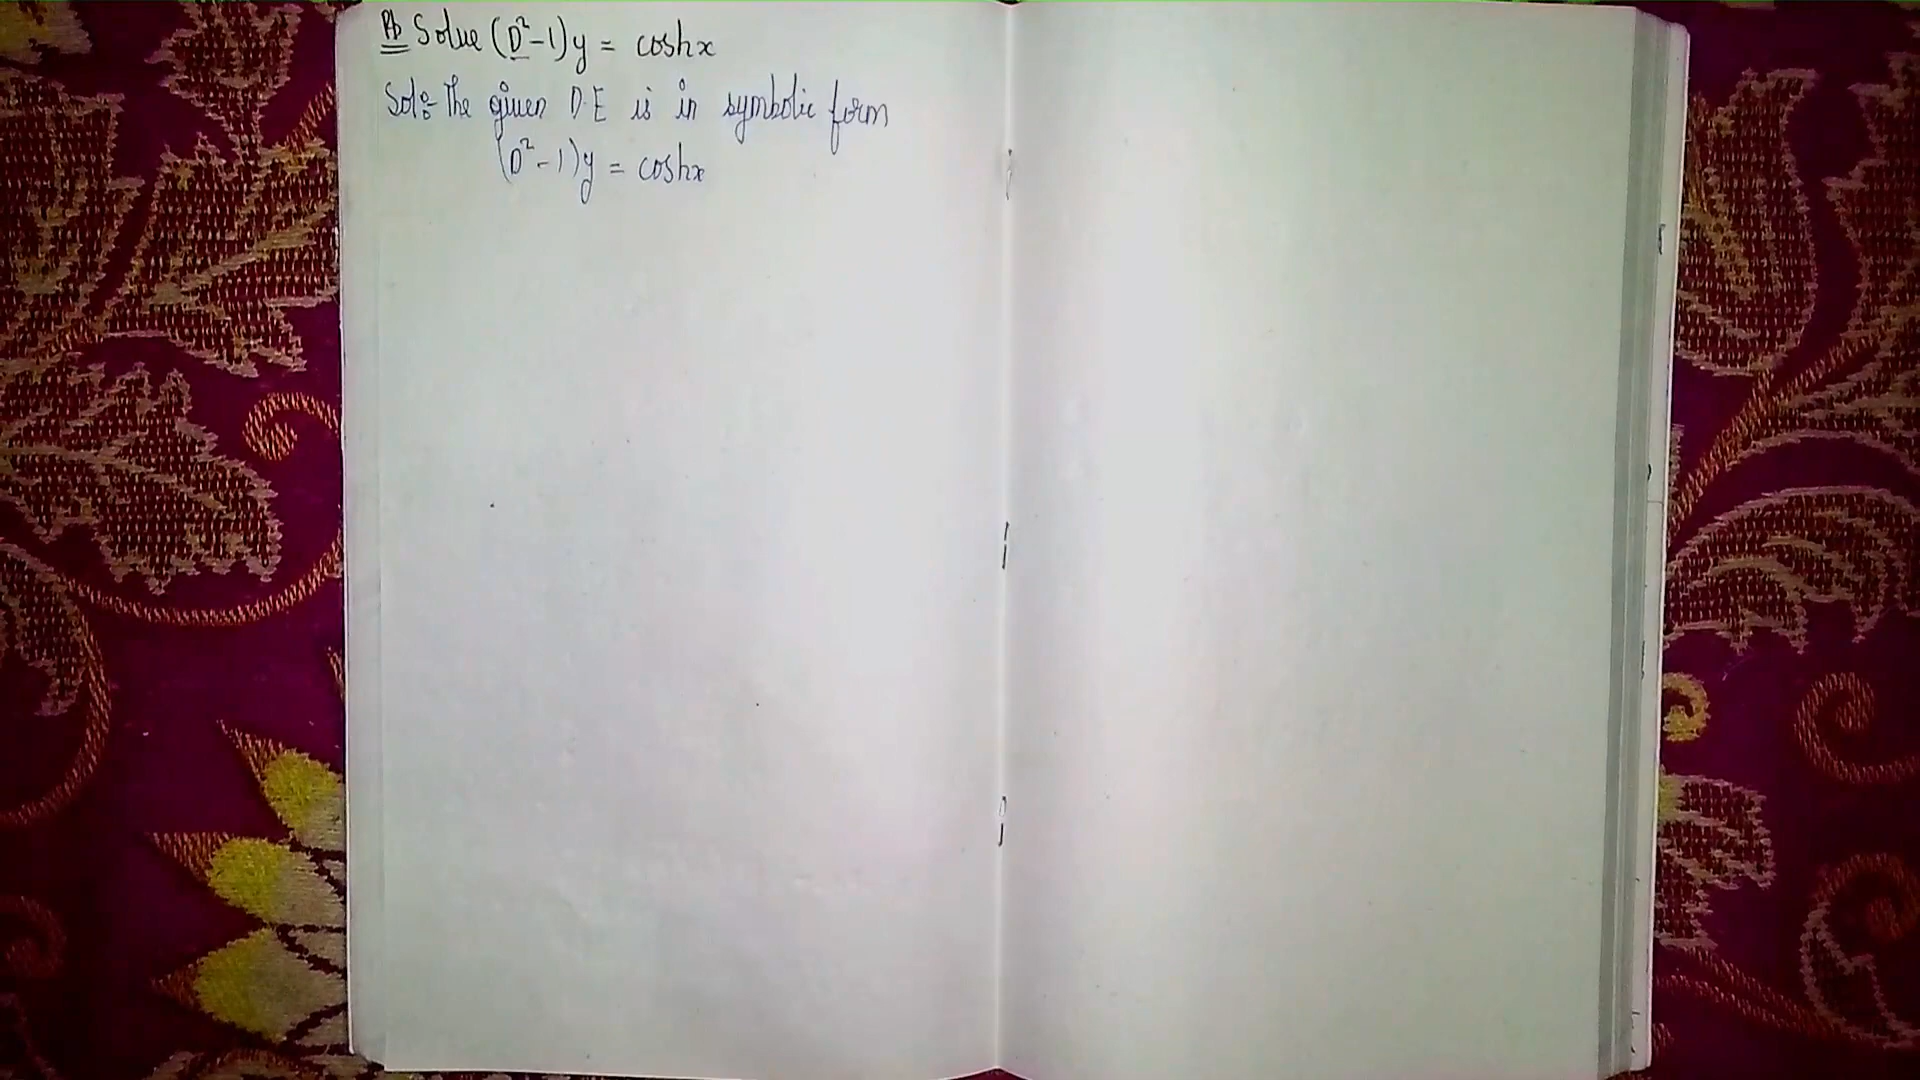 Pb Solve (D²-1)y = coshx
Sol:- The given D.E is in symbolic form
(D²-1)y = coshx